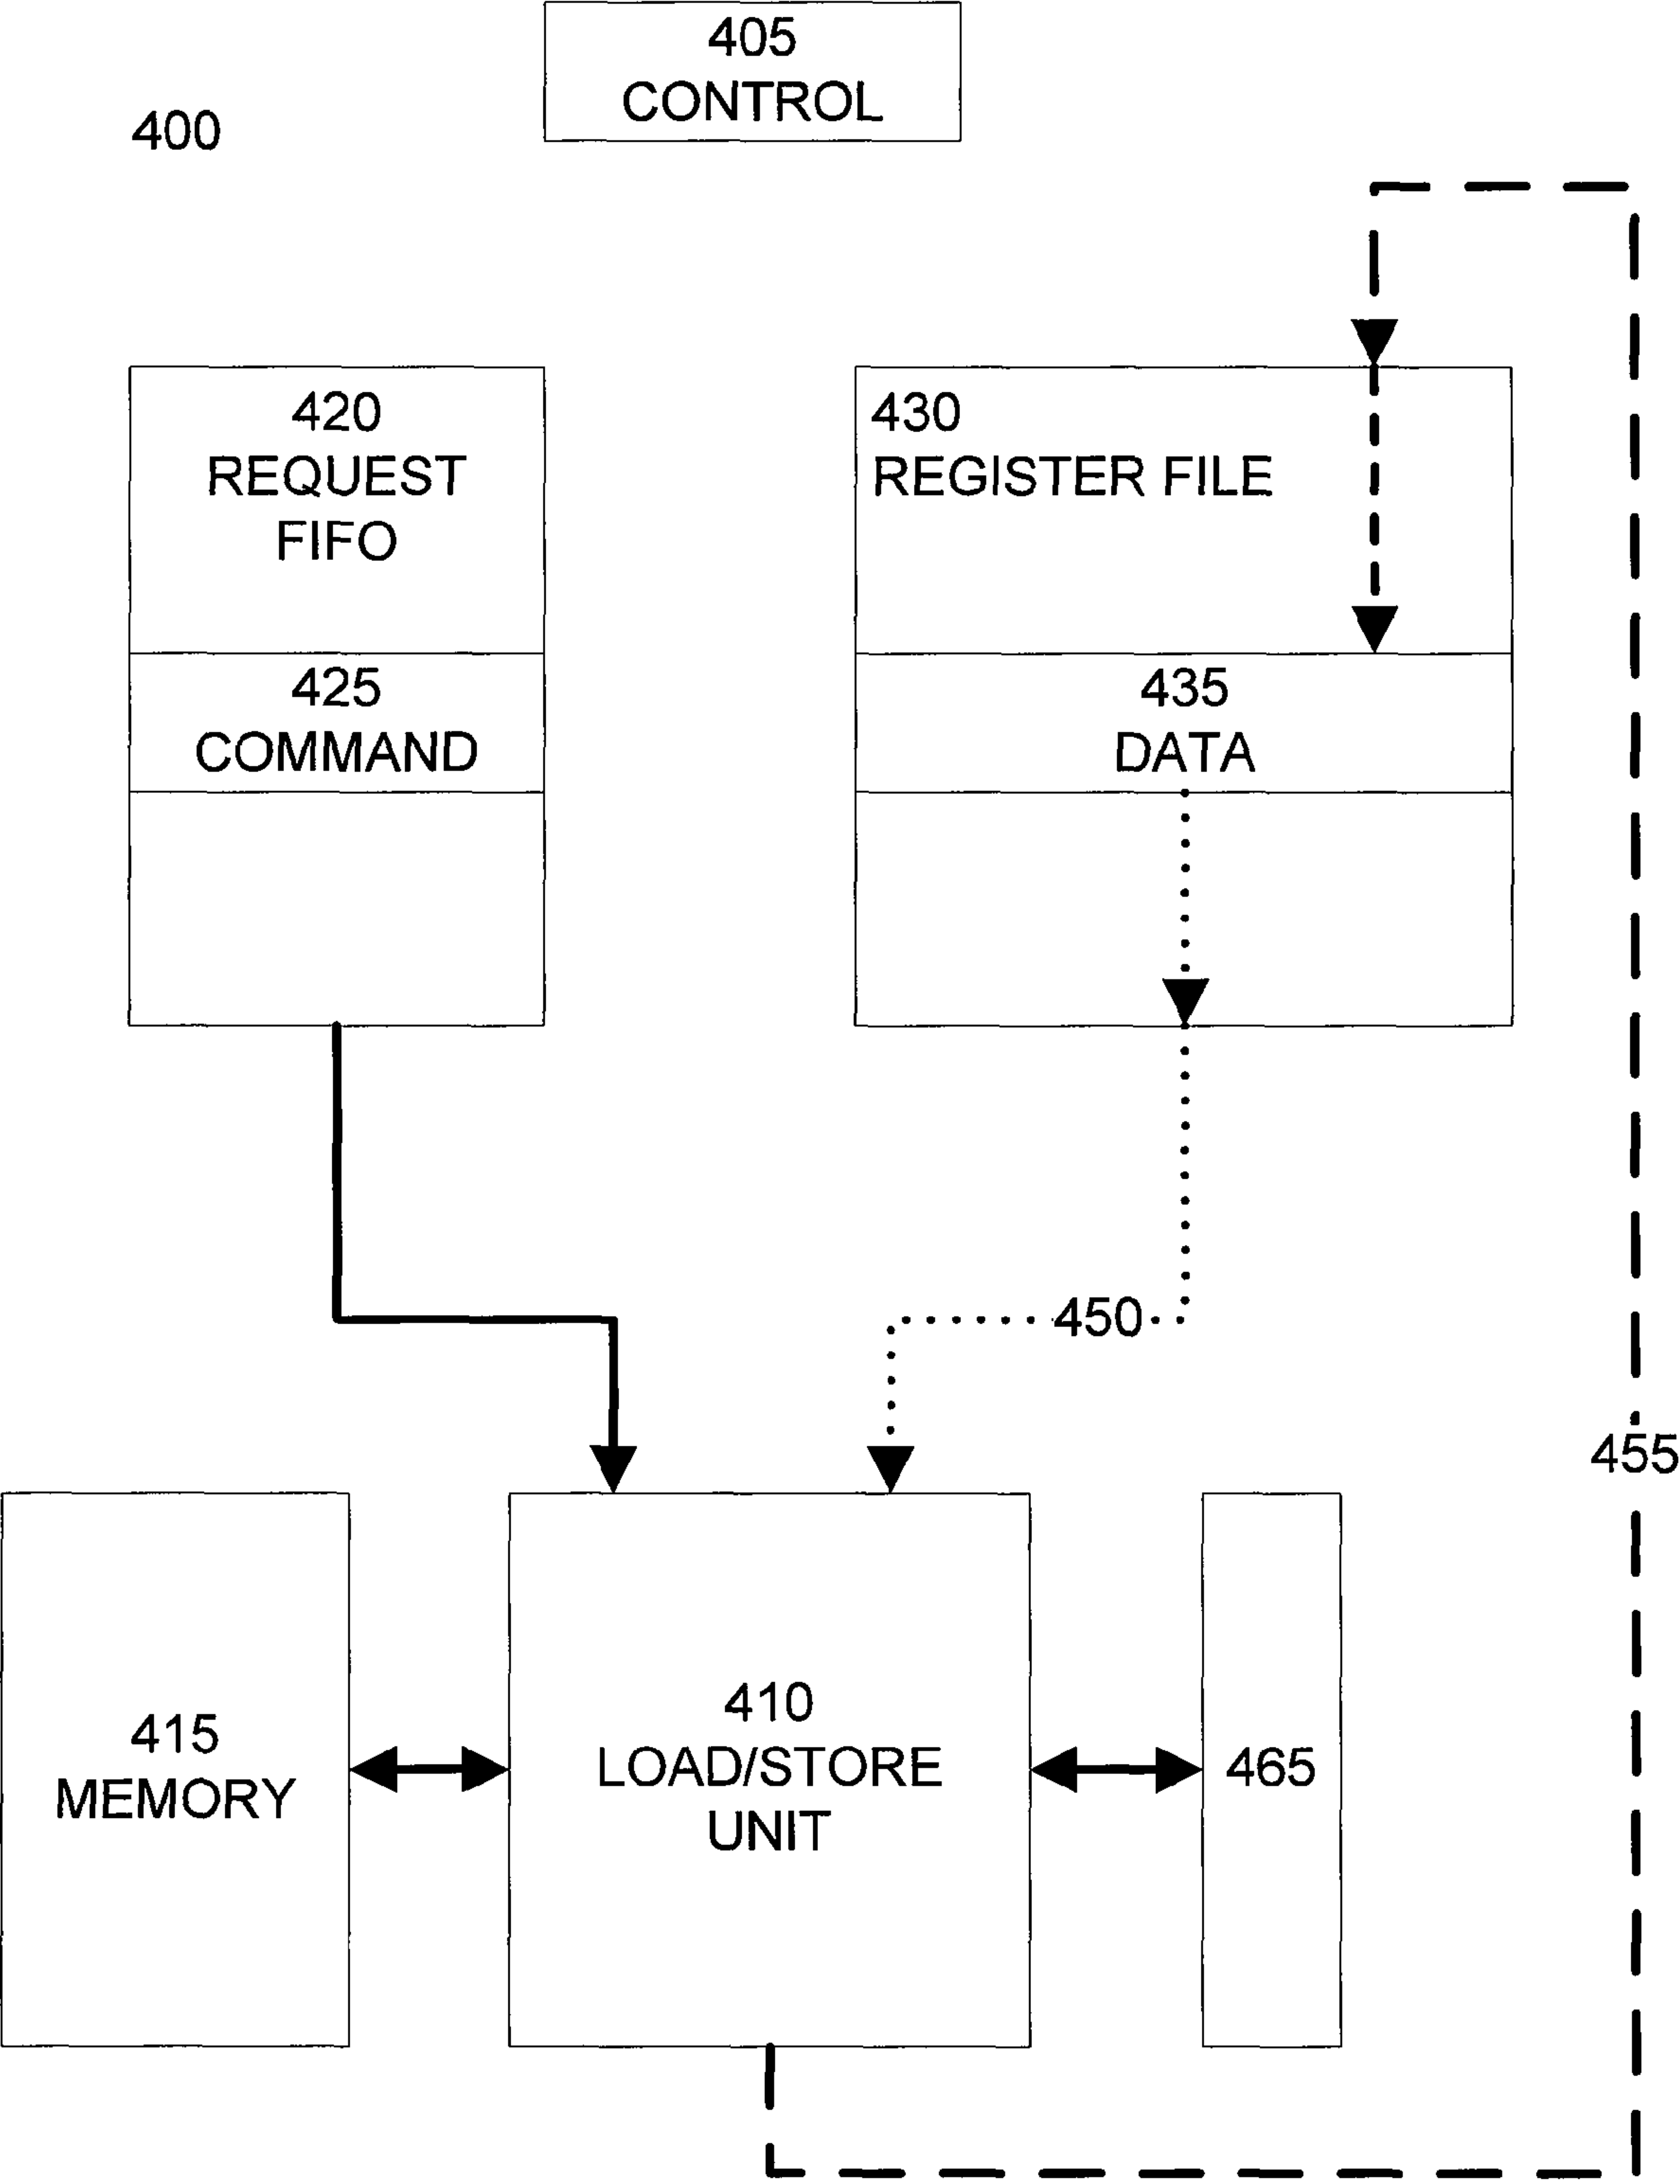 405
CONTROL
400
420
REQUEST
FIFO
430
REGISTER FILE
425
COMMAND
435
DATA
450
455
415
MEMORY
410
LOAD/STORE
UNIT
465